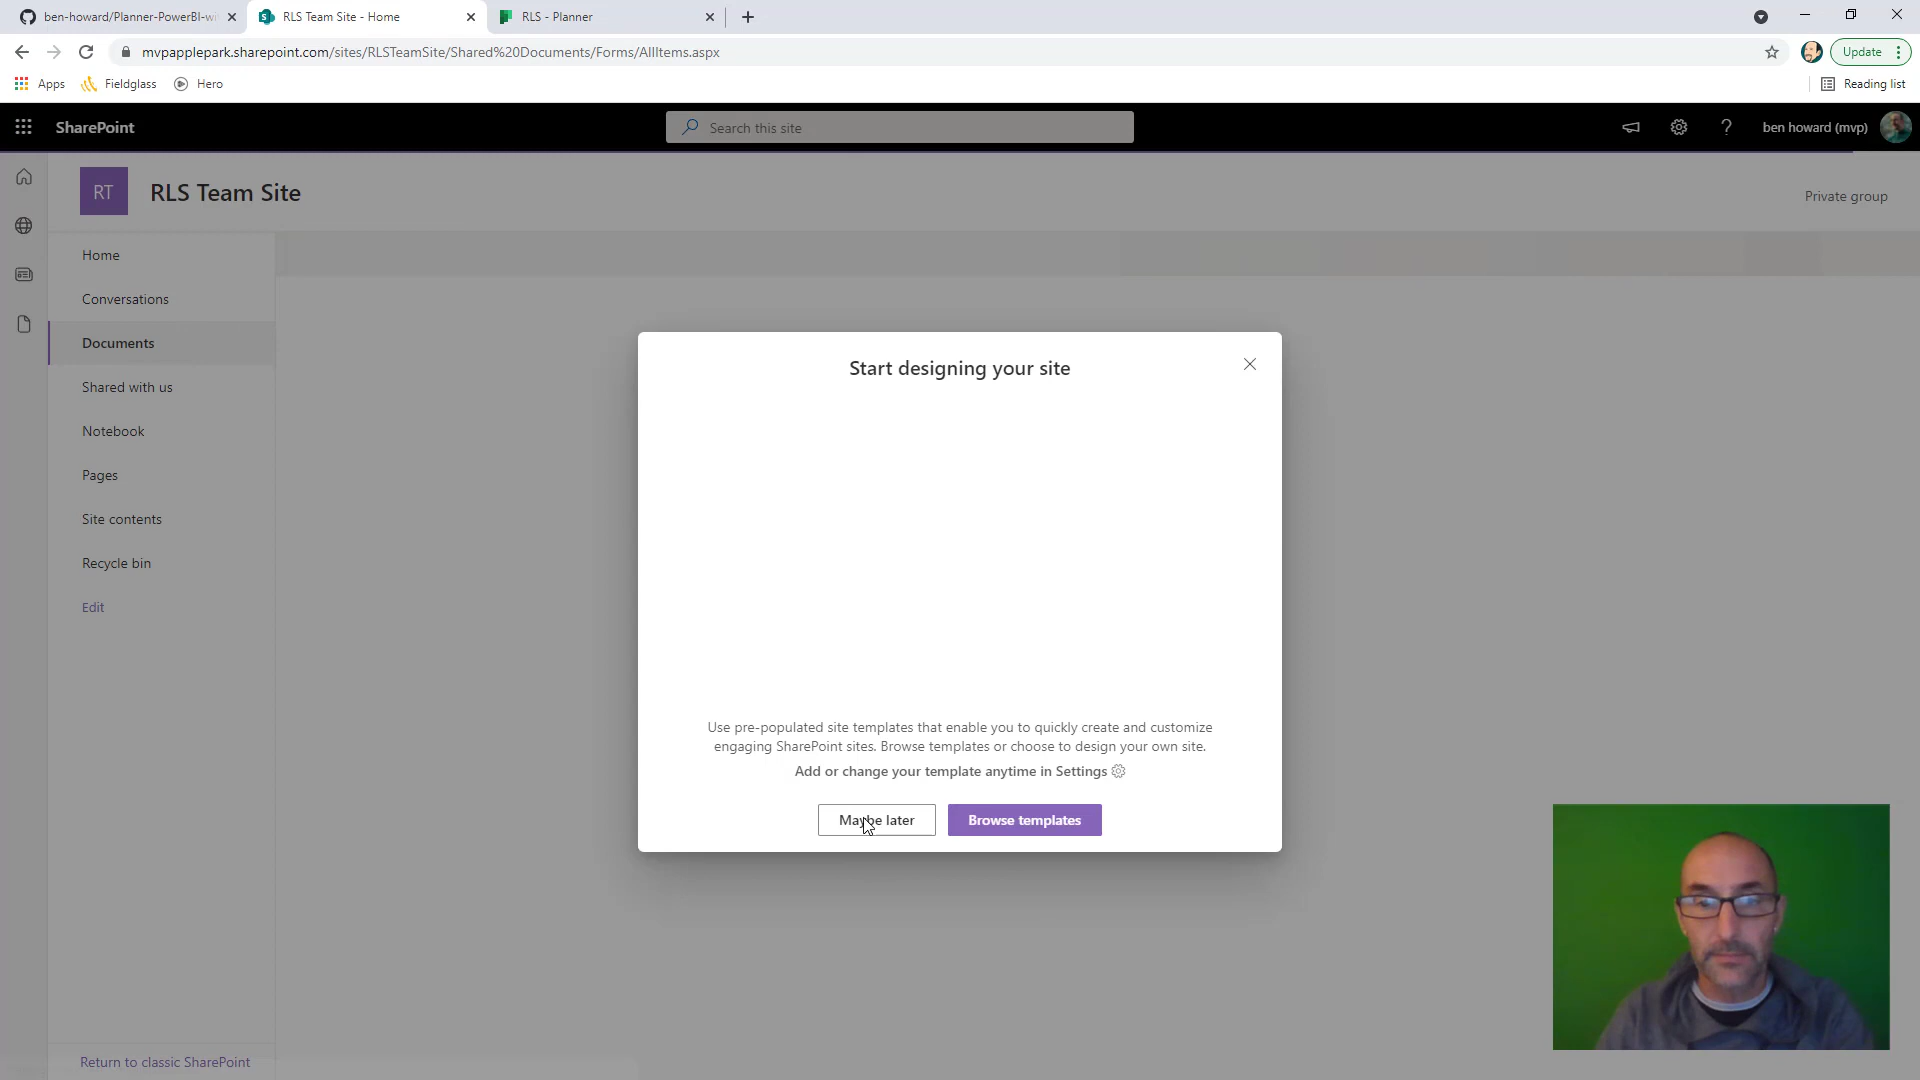 ben-howard/Planner-PowerBI-wi
RLS Team Site - Home
RLS - Planner
mvpapplepark.sharepoint.com/sites/RLSTeamSite/Shared%20Documents/Forms/AllItems.aspx
Update
Apps
Fieldglass
Hero
Reading list
SharePoint
Search this site
ben howard (mvp)
RT
RLS Team Site
Private group
Home
Conversations
Documents
Shared with us
Notebook
Pages
Site contents
Recycle bin
Edit
Return to classic SharePoint
Start designing your site
Use pre-populated site templates that enable you to quickly create and customize
engaging SharePoint sites. Browse templates or choose to design your own site.
Add or change your template anytime in Settings
Maybe later
Browse templates